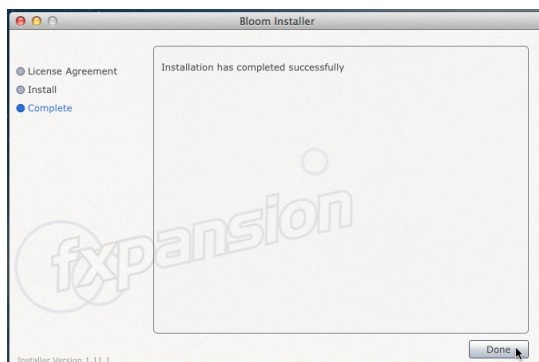 Bloom Installer
License Agreement
Install
Complete
Installation has completed successfully
fxpansion
Done
Installer Version 1.11.1